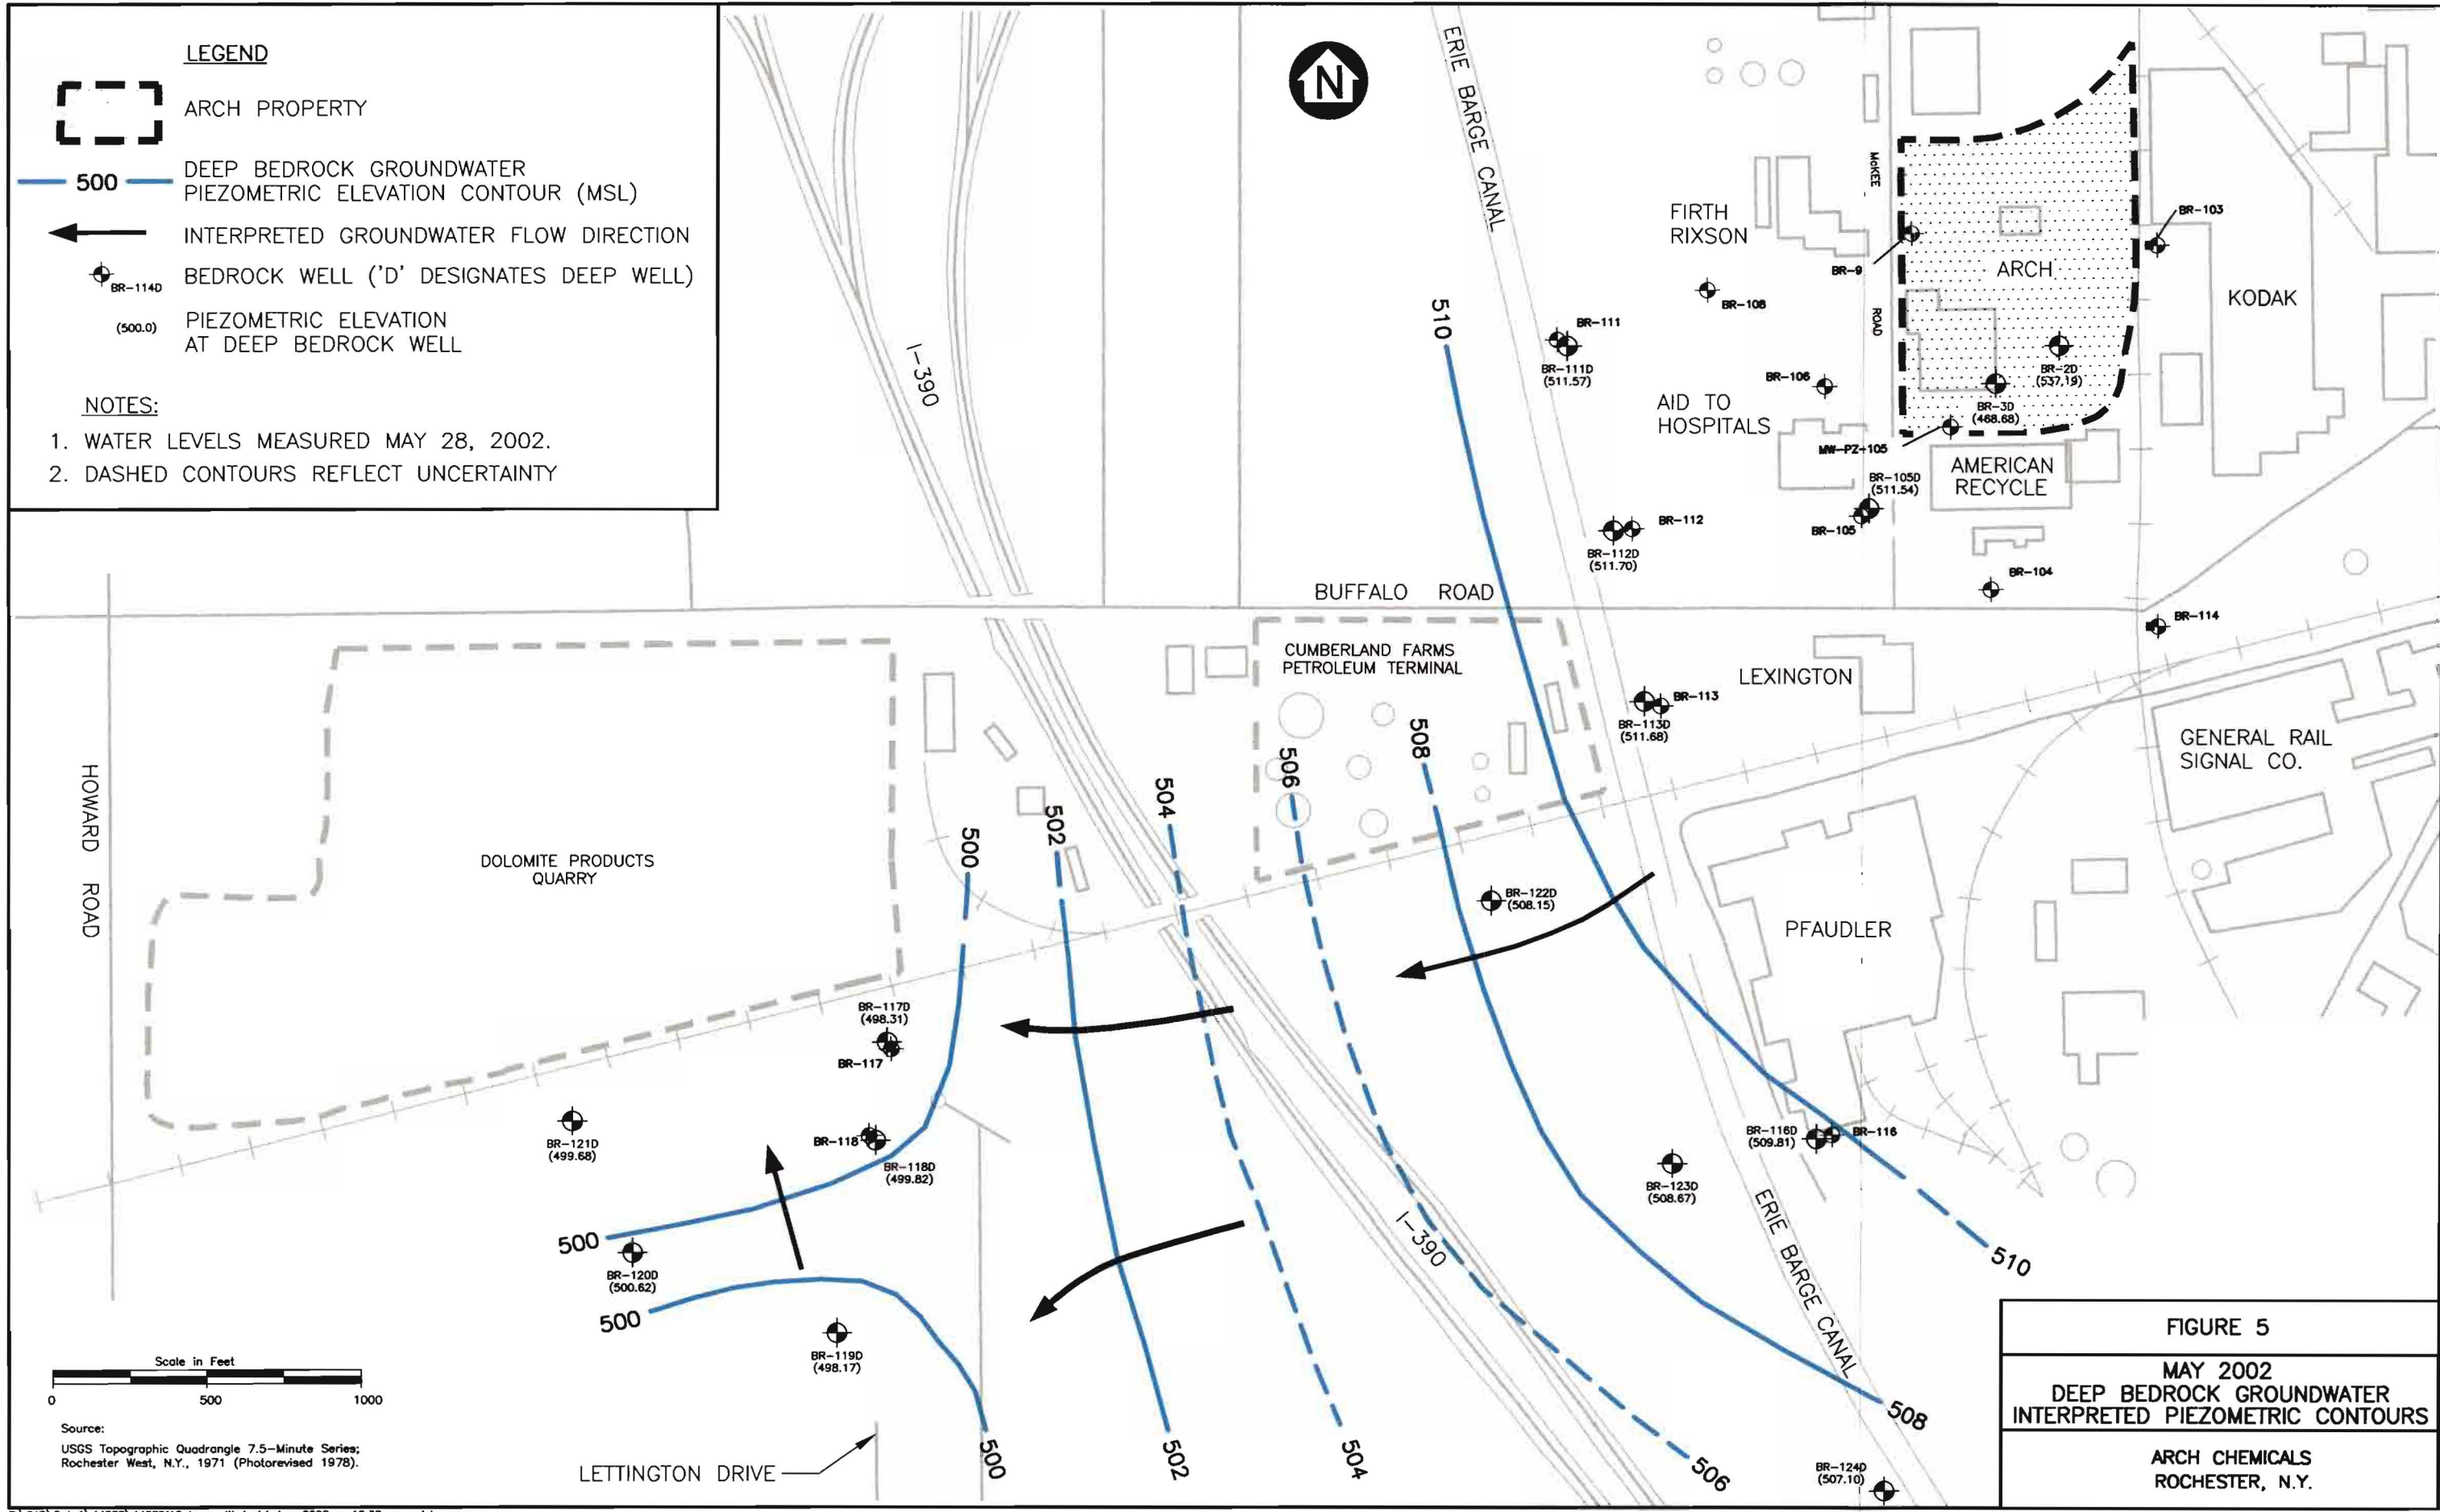 LEGEND
ARCH PROPERTY
500
DEEP BEDROCK GROUNDWATER
PIEZOMETRIC ELEVATION CONTOUR (MSL)
INTERPRETED GROUNDWATER FLOW DIRECTION
BR-114D
BEDROCK WELL ('D' DESIGNATES DEEP WELL)
(500.0)
PIEZOMETRIC ELEVATION
AT DEEP BEDROCK WELL
NOTES:
1. WATER LEVELS MEASURED MAY 28, 2002.
2. DASHED CONTOURS REFLECT UNCERTAINTY
N
I-390
ERIE BARGE CANAL
McKEE
ROAD
FIRTH
RIXSON
BR-9
ARCH
BR-103
KODAK
BR-108
510
BR-111
BR-111D
(511.57)
BR-106
BR-2D
(537.19)
BR-3D
(468.68)
AID TO
HOSPITALS
MW-PZ-105
AMERICAN
RECYCLE
BR-105D
(511.54)
BR-105
BR-112
BR-112D
(511.70)
BR-104
BUFFALO ROAD
BR-114
CUMBERLAND FARMS
PETROLEUM TERMINAL
LEXINGTON
BR-113
BR-113D
(511.68)
GENERAL RAIL
SIGNAL CO.
HOWARD ROAD
DOLOMITE PRODUCTS
QUARRY
500
502
504
506
508
BR-122D
(508.15)
PFAUDLER
BR-117D
(498.31)
BR-117
BR-121D
(499.68)
BR-118
BR-118D
(499.82)
BR-116D
(509.81)
BR-116
BR-123D
(508.67)
I-390
ERIE BARGE CANAL
500
BR-120D
(500.62)
500
BR-119D
(498.17)
510
508
506
504
502
500
BR-124D
(507.10)
LETTINGTON DRIVE
Scale in Feet
0 500 1000
Source:
USGS Topographic Quadrangle 7.5-Minute Series;
Rochester West, N.Y., 1971 (Photorevised 1978).
FIGURE 5
MAY 2002
DEEP BEDROCK GROUNDWATER
INTERPRETED PIEZOMETRIC CONTOURS
ARCH CHEMICALS
ROCHESTER, N.Y.